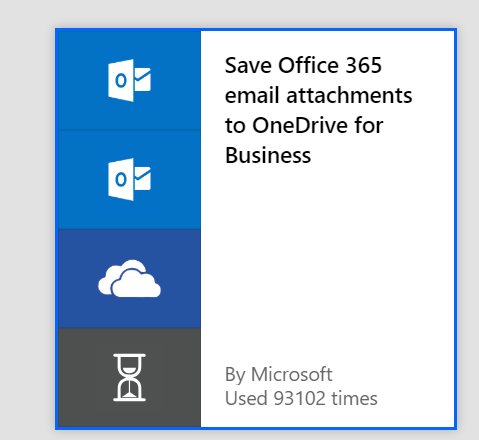 Save Office 365
email attachments
to OneDrive for
Business
By Microsoft
Used 93102 times